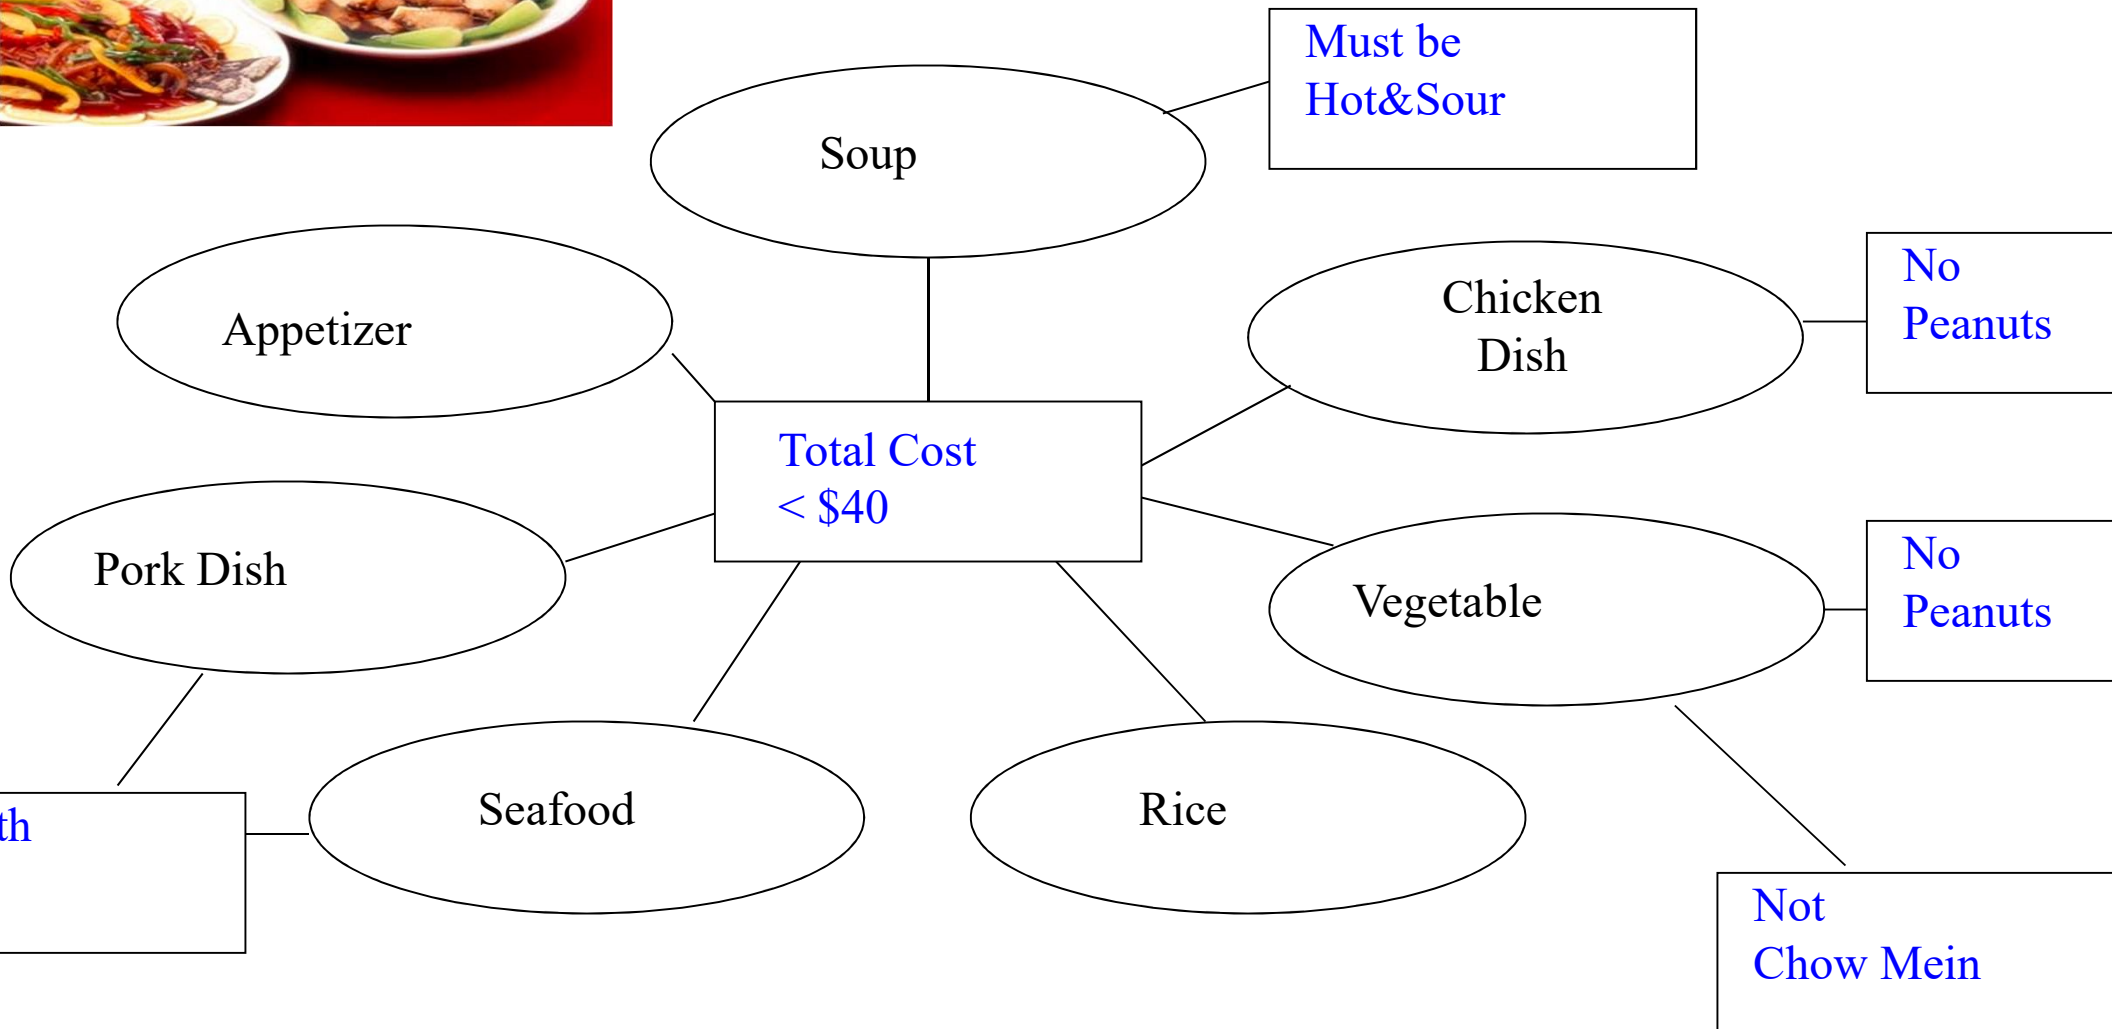 Must be
Hot&Sour
Soup
No
Peanuts
Chicken
Dish
Appetizer
Total Cost
< $40
No
Peanuts
Pork Dish
Vegetable
th
Seafood
Rice
Not
Chow Mein